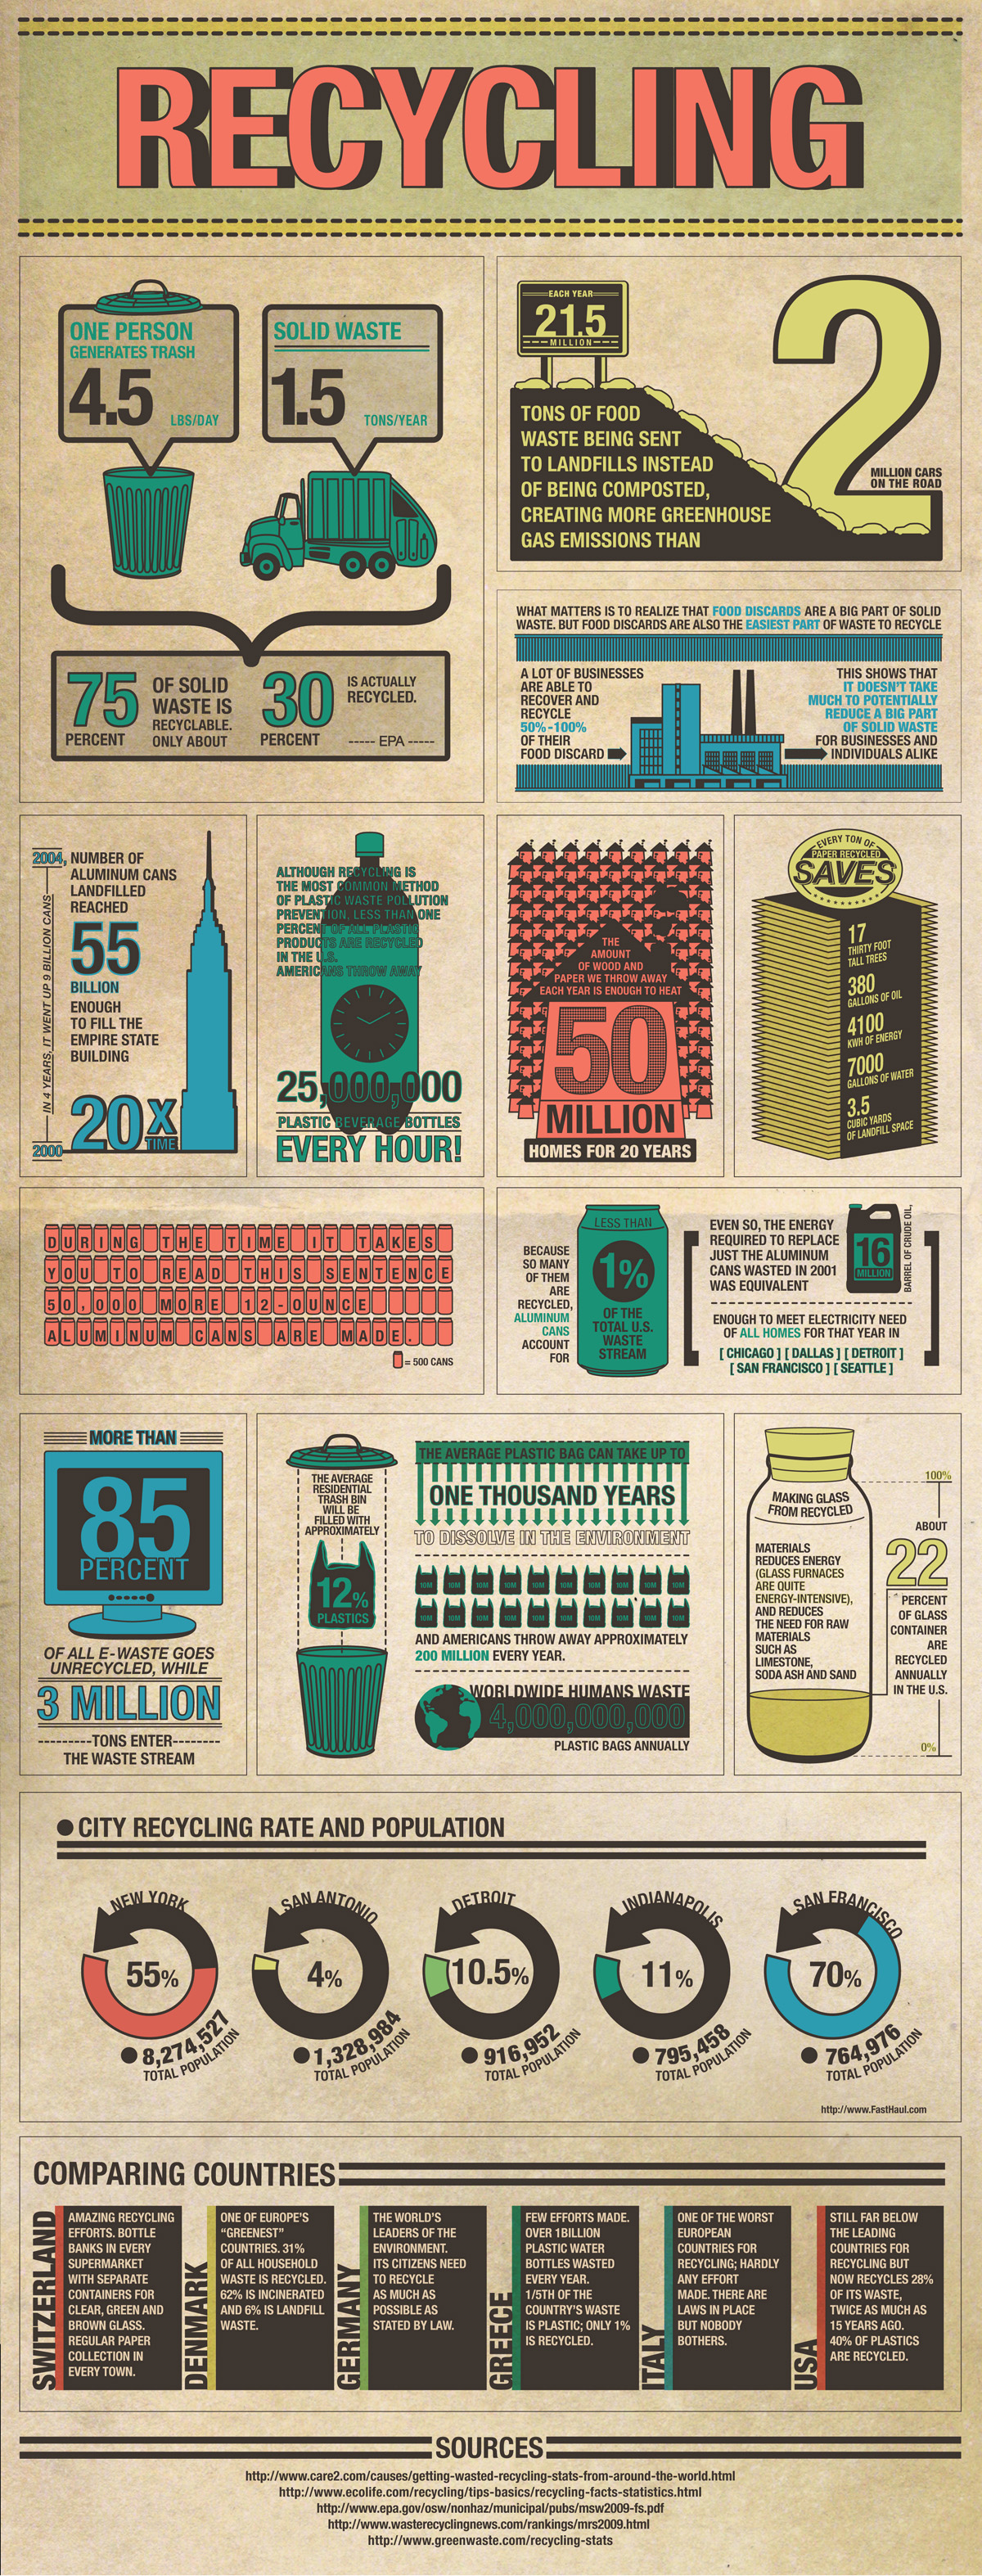 RECYCLING
ONE PERSON
GENERATES TRASH
4.5
LBS/DAY
SOLID WASTE
1.5
TONS/YEAR
75
PERCENT
OF SOLID
WASTE IS
RECYCLABLE.
ONLY ABOUT
30
PERCENT
IS ACTUALLY
RECYCLED.
----- EPA -----
EACH YEAR
21.5
---MILLION---
TONS OF FOOD
WASTE BEING SENT
TO LANDFILLS INSTEAD
OF BEING COMPOSTED,
CREATING MORE GREENHOUSE
GAS EMISSIONS THAN
2
MILLION CARS
ON THE ROAD
WHAT MATTERS IS TO REALIZE THAT FOOD DISCARDS ARE A BIG PART OF SOLID
WASTE. BUT FOOD DISCARDS ARE ALSO THE EASIEST PART OF WASTE TO RECYCLE
A LOT OF BUSINESSES
ARE ABLE TO
RECOVER AND
RECYCLE
50%-100%
OF THEIR
FOOD DISCARD
THIS SHOWS THAT
IT DOESN'T TAKE
MUCH TO POTENTIALLY
REDUCE A BIG PART
OF SOLID WASTE
FOR BUSINESSES AND
INDIVIDUALS ALIKE
2004,
NUMBER OF
ALUMINUM CANS
LANDFILLED
REACHED
55
BILLION
ENOUGH
TO FILL THE
EMPIRE STATE
BUILDING
20X
TIME
IN 4 YEARS, IT WENT UP 9 BILLION CANS
2000
ALTHOUGH RECYCLING IS
THE MOST COMMON METHOD
OF PLASTIC WASTE POLLUTION
PREVENTION, LESS THAN ONE
PERCENT OF ALL PLASTIC
PRODUCTS ARE RECYCLED
IN THE U.S.
AMERICANS THROW AWAY
25,000,000
PLASTIC BEVERAGE BOTTLES
EVERY HOUR!
THE
AMOUNT
OF WOOD AND
PAPER WE THROW AWAY
EACH YEAR IS ENOUGH TO HEAT
50
MILLION
HOMES FOR 20 YEARS
EVERY TON OF
PAPER RECYCLED
SAVES
17
THIRTY FOOT
TALL TREES
380
GALLONS OF OIL
4100
KWH OF ENERGY
7000
GALLONS OF WATER
3.5
CUBIC YARDS
OF LANDFILL SPACE
DURING THE TIME IT TAKES
YOU TO READ THIS SENTENCE
50,000 MORE 12-OUNCE
ALUMINUM CANS ARE MADE.
= 500 CANS
BECAUSE
SO MANY
OF THEM
ARE
RECYCLED,
ALUMINUM
CANS
ACCOUNT
FOR
LESS THAN
1%
OF THE
TOTAL U.S.
WASTE
STREAM
EVEN SO, THE ENERGY
REQUIRED TO REPLACE
JUST THE ALUMINUM
CANS WASTED IN 2001
WAS EQUIVALENT
16
MILLION
BARREL OF CRUDE OIL,
ENOUGH TO MEET ELECTRICITY NEED
OF ALL HOMES FOR THAT YEAR IN
[ CHICAGO ] [ DALLAS ] [ DETROIT ]
[ SAN FRANCISCO ] [ SEATTLE ]
MORE THAN
85
PERCENT
OF ALL E-WASTE GOES
UNRECYCLED, WHILE
3 MILLION
---------TONS ENTER--------
THE WASTE STREAM
THE AVERAGE
RESIDENTIAL
TRASH BIN
WILL BE
FILLED WITH
APPROXIMATELY
12%
PLASTICS
THE AVERAGE PLASTIC BAG CAN TAKE UP TO
ONE THOUSAND YEARS
TO DISSOLVE IN THE ENVIRONMENT
10M 10M 10M 10M 10M 10M 10M 10M 10M 10M
10M 10M 10M 10M 10M 10M 10M 10M 10M 10M
AND AMERICANS THROW AWAY APPROXIMATELY
200 MILLION EVERY YEAR.
WORLDWIDE HUMANS WASTE
4,000,000,000
PLASTIC BAGS ANNUALLY
MAKING GLASS
FROM RECYCLED
MATERIALS
REDUCES ENERGY
(GLASS FURNACES
ARE QUITE
ENERGY-INTENSIVE),
AND REDUCES
THE NEED FOR RAW
MATERIALS
SUCH AS
LIMESTONE,
SODA ASH AND SAND
100%
ABOUT
22
PERCENT
OF GLASS
CONTAINER
ARE
RECYCLED
ANNUALLY
IN THE U.S.
0%
CITY RECYCLING RATE AND POPULATION
NEW YORK
55%
8,274,527
TOTAL POPULATION
SAN ANTONIO
4%
1,328,984
TOTAL POPULATION
DETROIT
10.5%
916,952
TOTAL POPULATION
INDIANAPOLIS
11%
795,458
TOTAL POPULATION
SAN FRANCISCO
70%
764,976
TOTAL POPULATION
http://www.FastHaul.com
COMPARING COUNTRIES
SWITZERLAND
AMAZING RECYCLING
EFFORTS. BOTTLE
BANKS IN EVERY
SUPERMARKET
WITH SEPARATE
CONTAINERS FOR
CLEAR, GREEN AND
BROWN GLASS.
REGULAR PAPER
COLLECTION IN
EVERY TOWN.
DENMARK
ONE OF EUROPE'S
"GREENEST"
COUNTRIES. 31%
OF ALL HOUSEHOLD
WASTE IS RECYCLED.
62% IS INCINERATED
AND 6% IS LANDFILL
WASTE.
GERMANY
THE WORLD'S
LEADERS OF THE
ENVIRONMENT.
ITS CITIZENS NEED
TO RECYCLE
AS MUCH AS
POSSIBLE AS
STATED BY LAW.
GREECE
FEW EFFORTS MADE.
OVER 1BILLION
PLASTIC WATER
BOTTLES WASTED
EVERY YEAR.
1/5TH OF THE
COUNTRY'S WASTE
IS PLASTIC; ONLY 1%
IS RECYCLED.
ITALY
ONE OF THE WORST
EUROPEAN
COUNTRIES FOR
RECYCLING; HARDLY
ANY EFFORT
MADE. THERE ARE
LAWS IN PLACE
BUT NOBODY
BOTHERS.
USA
STILL FAR BELOW
THE LEADING
COUNTRIES FOR
RECYCLING BUT
NOW RECYCLES 28%
OF ITS WASTE,
TWICE AS MUCH AS
15 YEARS AGO.
40% OF PLASTICS
ARE RECYCLED.
SOURCES
http://www.care2.com/causes/getting-wasted-recycling-stats-from-around-the-world.html
http://www.ecolife.com/recycling/tips-basics/recycling-facts-statistics.html
http://www.epa.gov/osw/nonhaz/municipal/pubs/msw2009-fs.pdf
http://www.wasterecyclingnews.com/rankings/mrs2009.html
http://www.greenwaste.com/recycling-stats